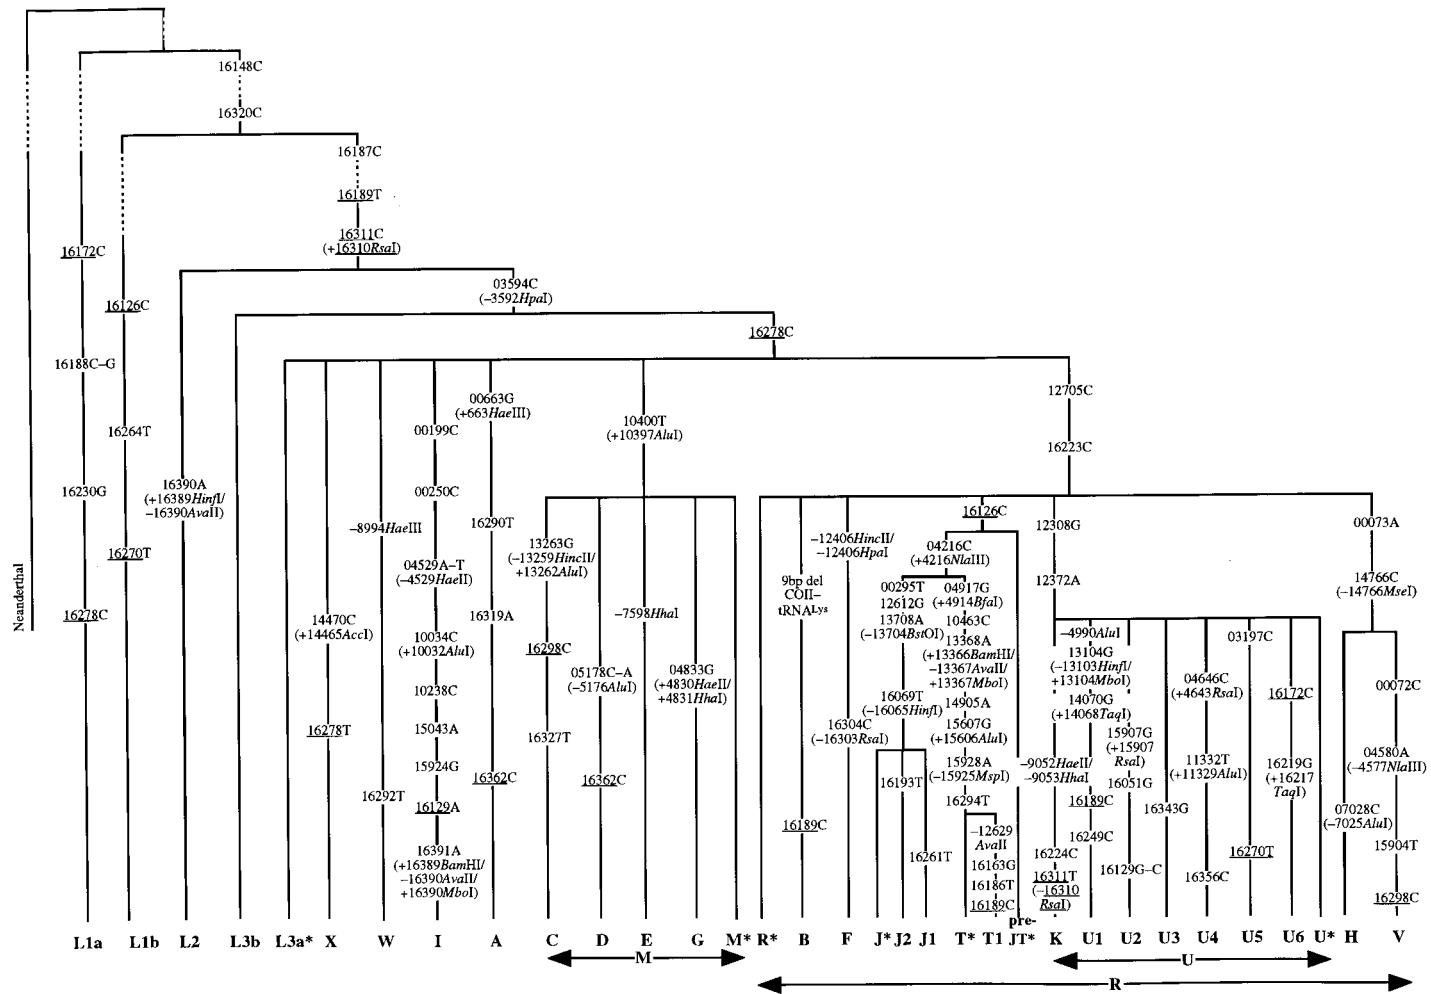 Neanderthal
16148C
16320C
16187C
16189T
16311C
(+16310RsaI)
03594C
(−3592HpaI)
16278C
16172C
16188C–G
16230G
16278C
16126C
16264T
16270T
16390A
(+16389HinfI/
−16390AvaII)
14470C
(+14465AccI)
16278T
−8994HaeIII
16292T
00199C
00250C
04529A–T
(−4529HaeII)
10034C
(+10032AluI)
10238C
15043A
15924G
16129A
16391A
(+16389BamHI/
−16390AvaII/
+16390MboI)
00663G
(+663HaeIII)
16290T
16319A
16362C
10400T
(+10397AluI)
13263G
(−13259HincII/
+13262AluI)
16298C
16327T
05178C–A
(−5176AluI)
16362C
−7598HhaI
04833G
(+4830HaeII/
+4831HhaI)
12705C
16223C
9bp del
COII–
tRNALys
16189C
−12406HincII/
−12406HpaI
16304C
(−16303RsaI)
16126C
04216C
(+4216NlaIII)
00295T
12612G
13708A
(−13704BstOI)
16069T
(−16065HinfI)
16193T
16261T
04917G
(+4914BfaI)
10463C
13368A
(+13366BamHI/
−13367AvaII/
+13367MboI)
14905A
15607G
(+15606AluI)
15928A
(−15925MspI)
16294T
−12629
AvaII
16163G
16186T
16189C
12308G
12372A
−9052HaeII/
−9053HhaI
16224C
16311T
(−16310
RsaI)
−4990AluI
13104G
(−13103HinfI/
+13104MboI)
14070G
(+14068TaqI)
16189C
16249C
15907G
(+15907
RsaI)
16051G
16129G–C
16343G
04646C
(+4643RsaI)
11332T
(+11329AluI)
16356C
03197C
16270T
16172C
16219G
(+16217
TaqI)
00073A
14766C
(−14766MseI)
07028C
(−7025AluI)
00072C
04580A
(−4577NlaIII)
15904T
16298C
pre-
L1a L1b L2 L3b L3a* X W I A C D E G M* R* B F J* J2 J1 T* T1 JT* K U1 U2 U3 U4 U5 U6 U* H V
M
U
R